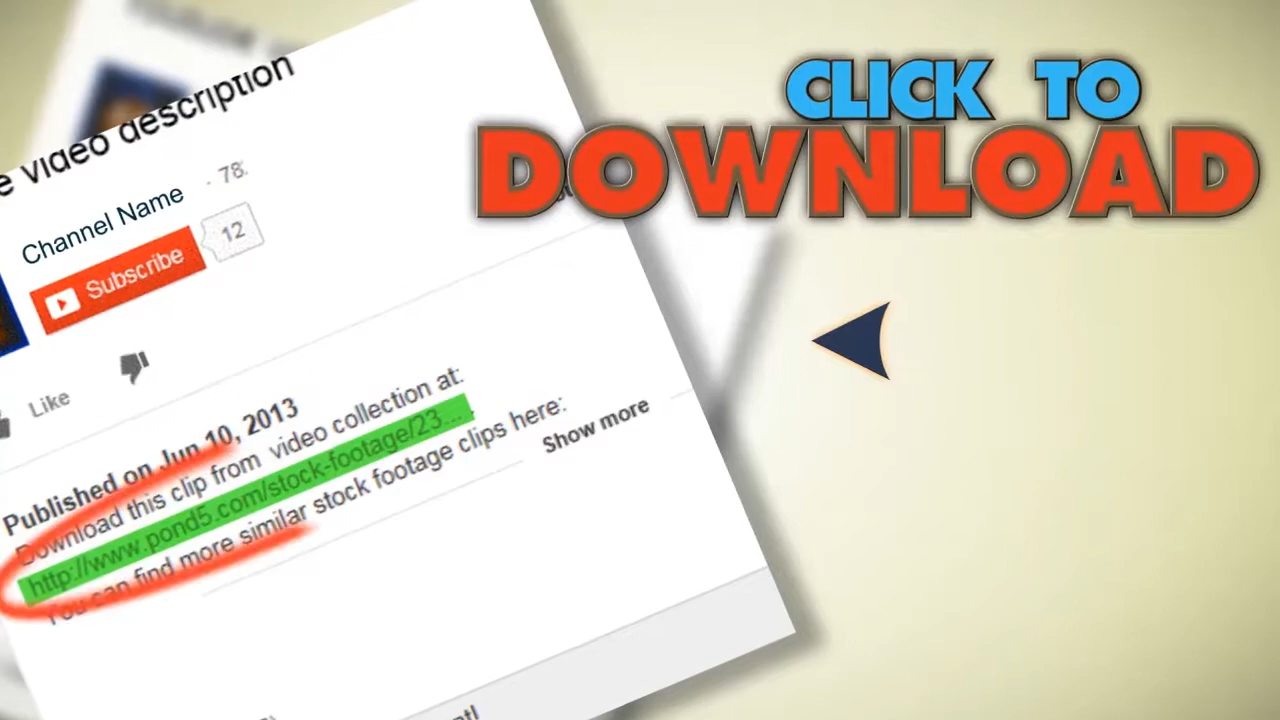 CLICK TO
DOWNLOAD
video description
Channel Name
Subscribe
12
Like
Published on Jun 10, 2013
Download this clip from video collection at:
http://www.pond5.com/stock-footage/23...
You can find more similar stock footage clips here:
Show more